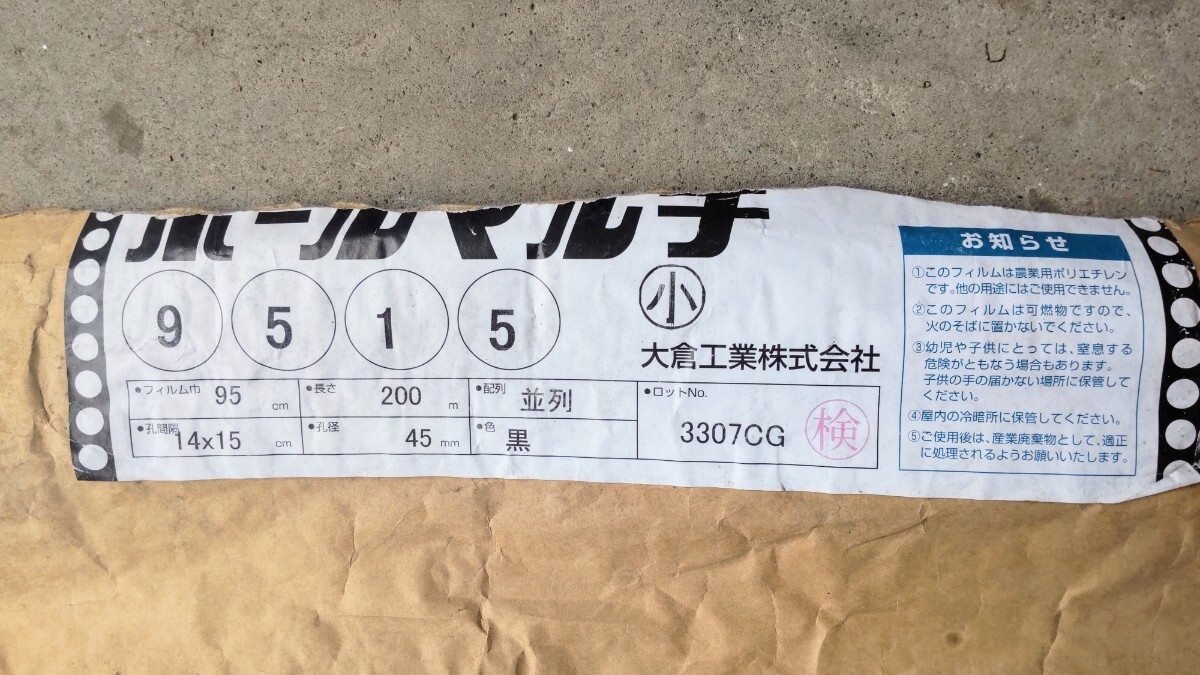 ホールマルチ
9 5 1 5
小
大倉工業株式会社
●フィルム巾 95 cm ●長さ 200 m ●配列 並列 ●ロットNo.
●孔間隔 14x15 cm ●孔径 45 mm ●色 黒 3307CG 検
お知らせ
①このフィルムは農業用ポリエチレン
です。他の用途にはご使用できません。
②このフィルムは可燃物ですので、
火のそばに置かないでください。
③幼児や子供にとっては、窒息する
危険がともなう場合もあります。
子供の手の届かない場所に保管して
ください。
④屋内の冷暗所に保管してください。
⑤ご使用後は、産業廃棄物として、適正
に処理されるようお願いいたします。